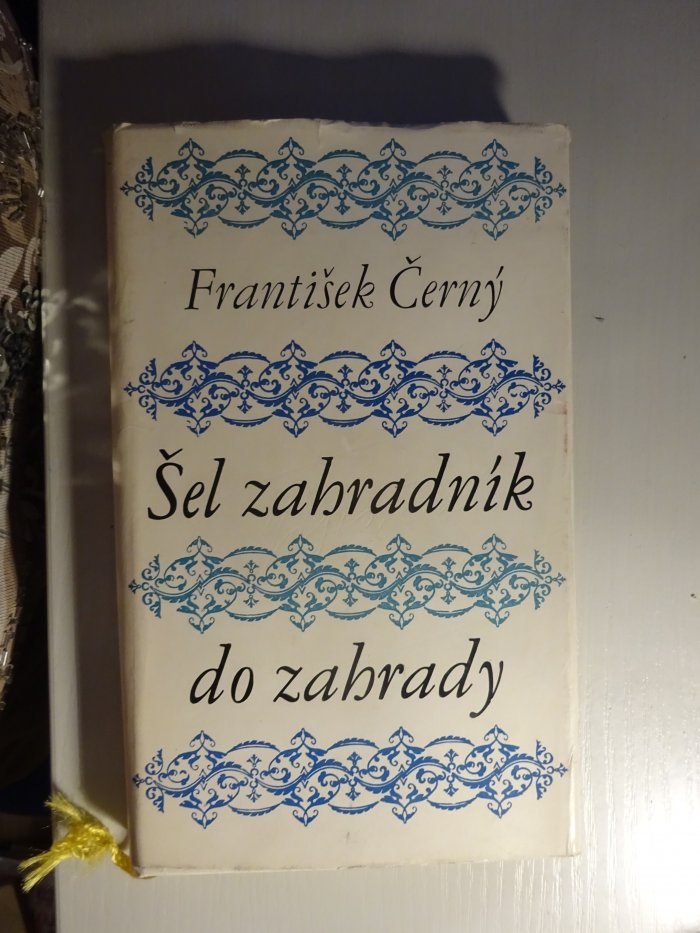 František Černý
Šel zahradník
do zahrady